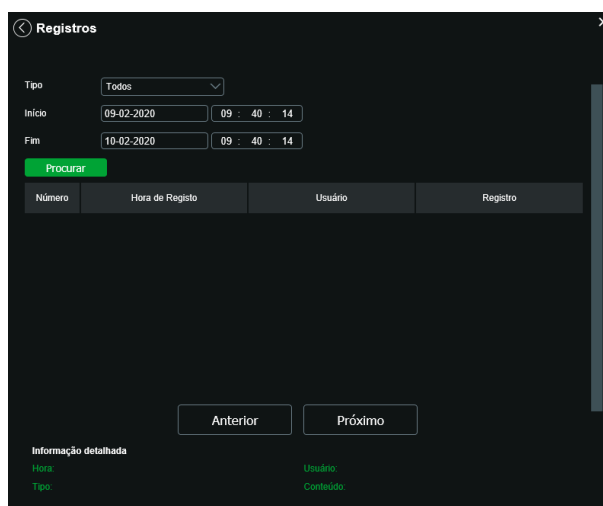 Registros
Tipo Todos
Início 09-02-2020 09 : 40 : 14
Fim 10-02-2020 09 : 40 : 14
Procurar
Número Hora de Registo Usuário Registro
Anterior Próximo
Informação detalhada
Hora: Usuário:
Tipo: Conteúdo: